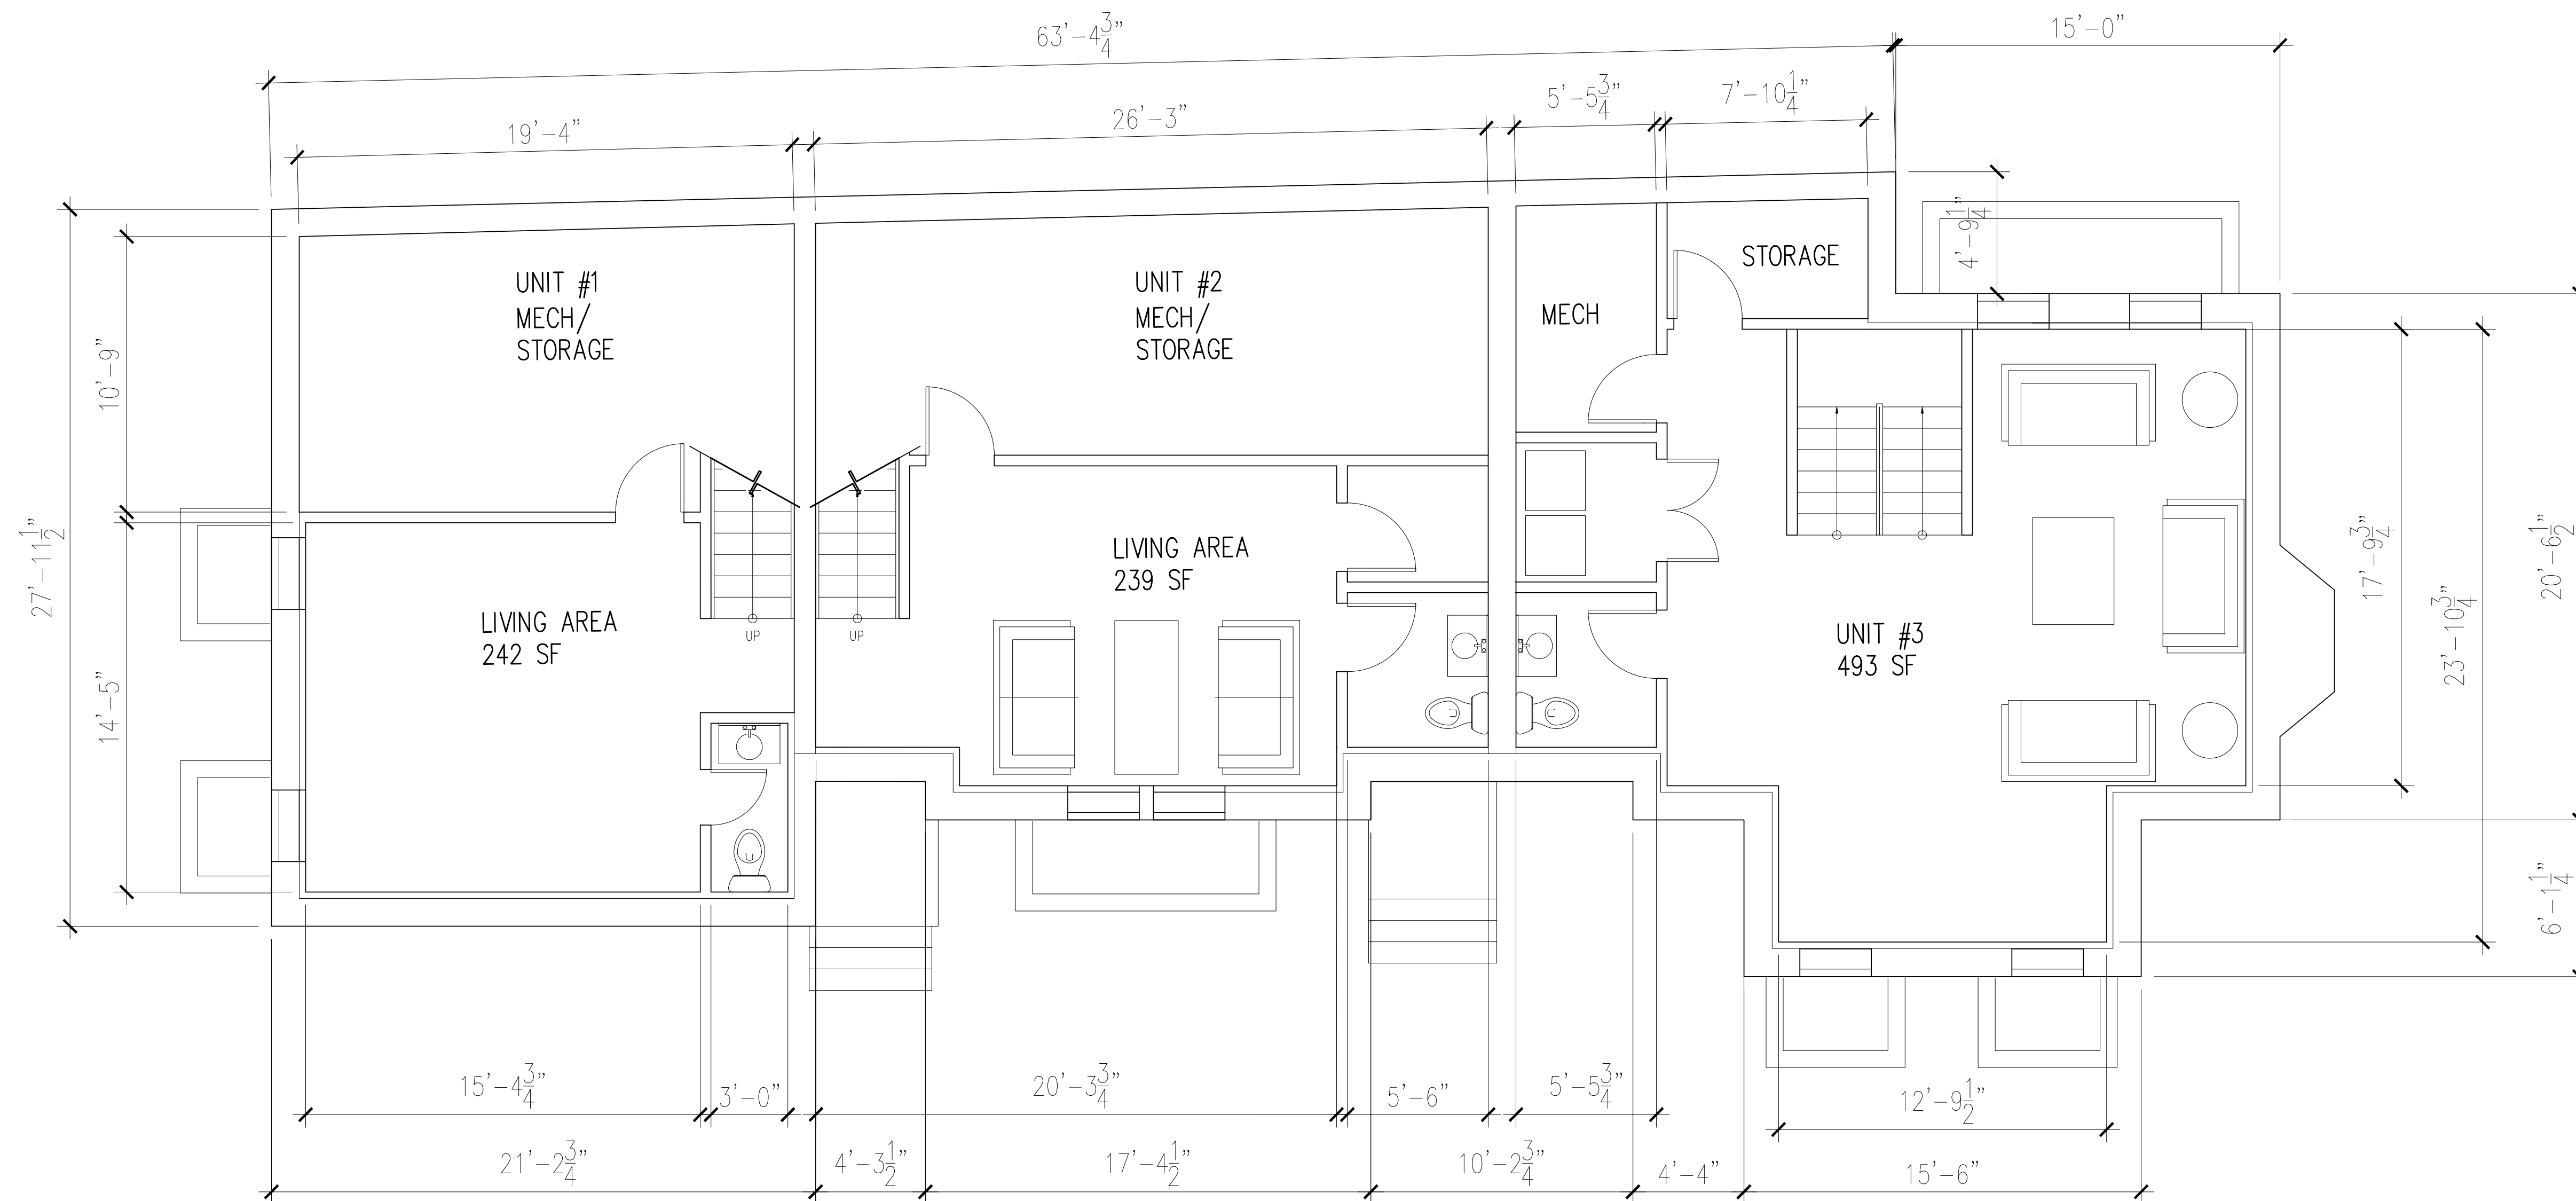 63'-4 3/4"
15'-0"
5'-5 3/4"
7'-10 1/4"
19'-4"
26'-3"
4'-9 1/4"
UNIT #1
MECH/
STORAGE
UNIT #2
MECH/
STORAGE
MECH
STORAGE
10'-9"
27'-11 1/2"
14'-5"
LIVING AREA
242 SF
UP
UP
LIVING AREA
239 SF
UNIT #3
493 SF
17'-9 3/4"
23'-10 3/4"
20'-6 1/2"
6'-1 1/4"
15'-4 3/4"
3'-0"
20'-3 3/4"
5'-6"
5'-5 3/4"
12'-9 1/2"
21'-2 3/4"
4'-3 1/2"
17'-4 1/2"
10'-2 3/4"
4'-4"
15'-6"